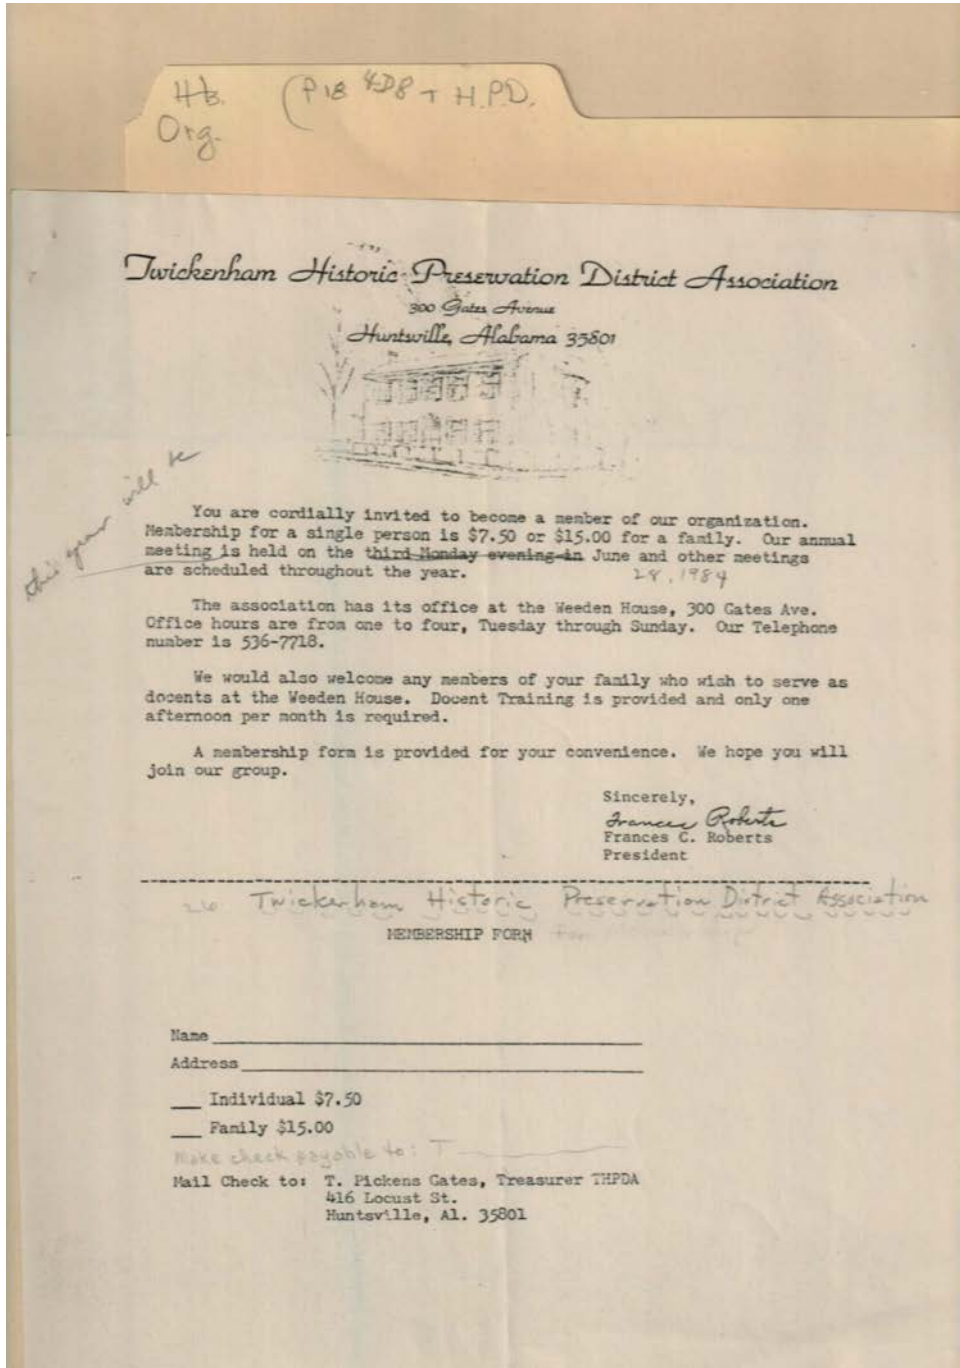 Hb. (P18 4D8 + H.P.D.
Org.
Twickenham Historic Preservation District Association
300 Gates Avenue
Huntsville, Alabama 35801
this year will be
You are cordially invited to become a member of our organization.
Membership for a single person is $7.50 or $15.00 for a family. Our annual
meeting is held on the third Monday evening in June and other meetings
are scheduled throughout the year. 28, 1984
The association has its office at the Weeden House, 300 Gates Ave.
Office hours are from one to four, Tuesday through Sunday. Our Telephone
number is 536-7718.
We would also welcome any members of your family who wish to serve as
docents at the Weeden House. Docent Training is provided and only one
afternoon per month is required.
A membership form is provided for your convenience. We hope you will
join our group.
Sincerely,
Frances Roberts
Frances C. Roberts
President
Twickenham Historic Preservation District Association
MEMBERSHIP FORM
Name
Address
Individual $7.50
Family $15.00
Make check payable to: T
Mail Check to: T. Pickens Gates, Treasurer THPDA
416 Locust St.
Huntsville, Al. 35801